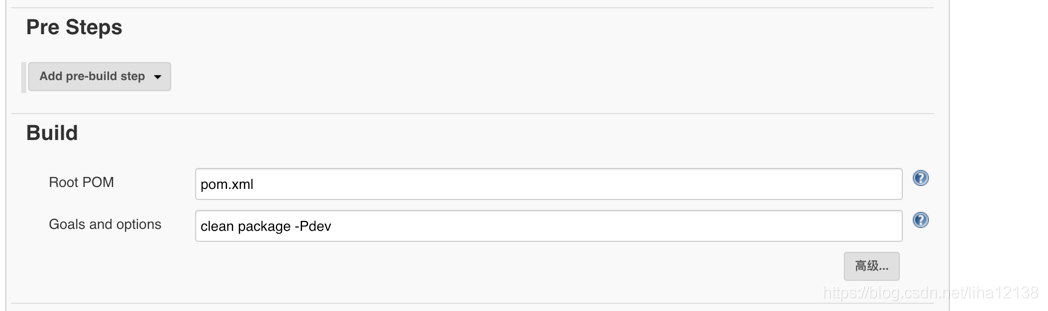 Pre Steps
Add pre-build step
Build
Root POM
pom.xml
Goals and options
clean package -Pdev
高级...
https://blog.csdn.net/liha12138